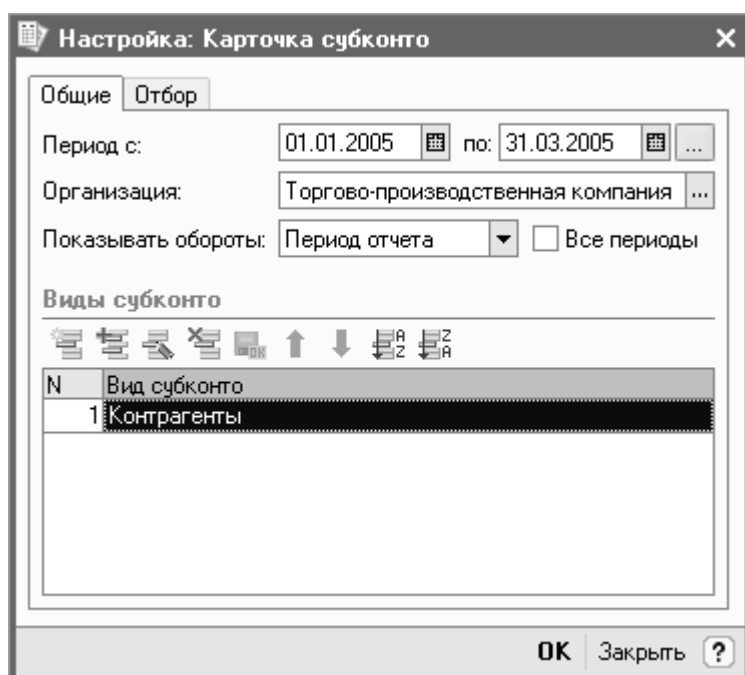 Настройка: Карточка субконто
Общие Отбор
Период с: 01.01.2005 по: 31.03.2005 ...
Организация: Торгово-производственная компания ...
Показывать обороты: Период отчета Все периоды
Виды субконто
N Вид субконто
1 Контрагенты
OK Закрыть ?